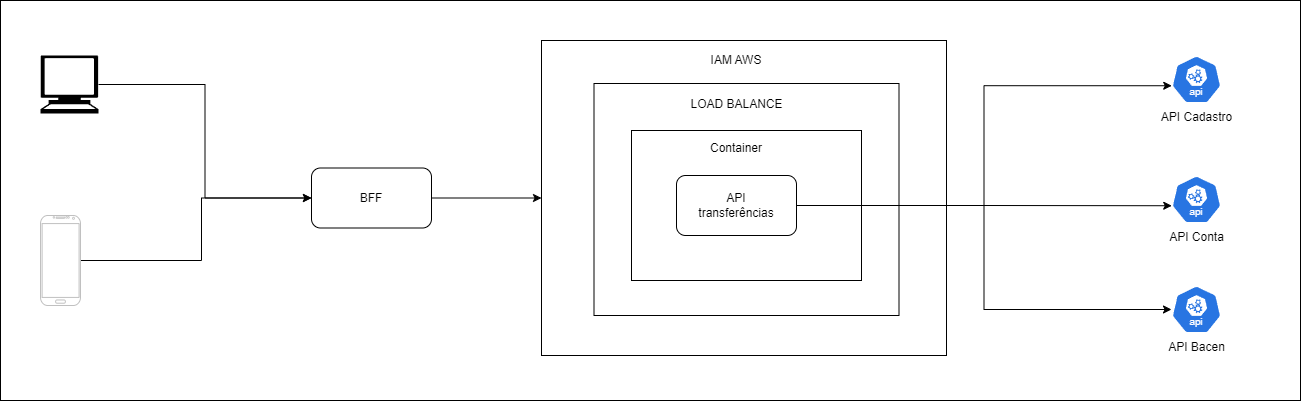 IAM AWS
LOAD BALANCE
Container
BFF
API
transferências
api
API Cadastro
api
API Conta
api
API Bacen